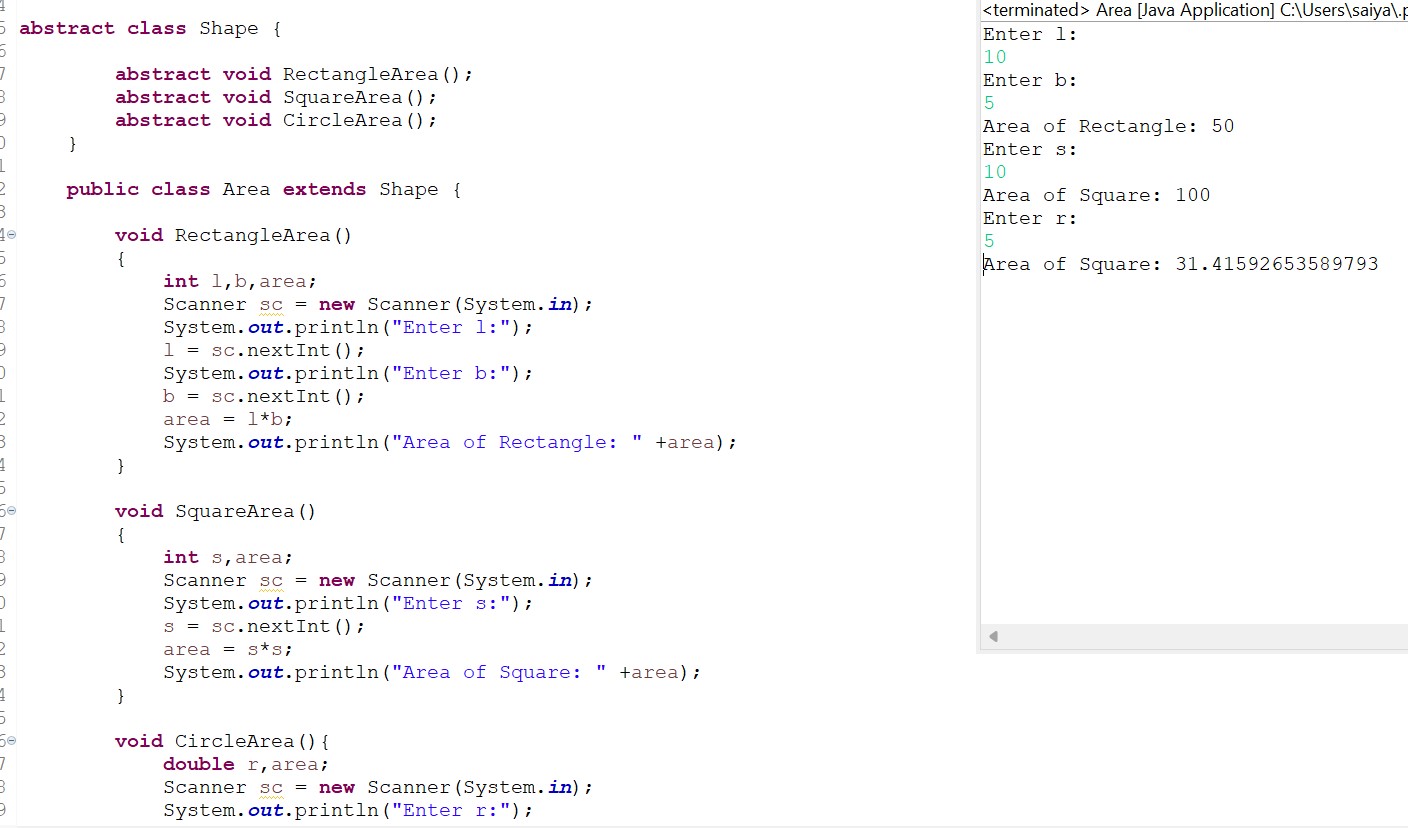 abstract class Shape {
abstract void RectangleArea();
abstract void SquareArea();
abstract void CircleArea();
}
public class Area extends Shape {
void RectangleArea()
{
int l,b,area;
Scanner sc = new Scanner(System.in);
System.out.println("Enter l:");
l = sc.nextInt();
System.out.println("Enter b:");
b = sc.nextInt();
area = l*b;
System.out.println("Area of Rectangle: " +area);
}
void SquareArea()
{
int s,area;
Scanner sc = new Scanner(System.in);
System.out.println("Enter s:");
s = sc.nextInt();
area = s*s;
System.out.println("Area of Square: " +area);
}
void CircleArea(){
double r,area;
Scanner sc = new Scanner(System.in);
System.out.println("Enter r:");
<terminated> Area [Java Application] C:\Users\saiya\.p
Enter l:
10
Enter b:
5
Area of Rectangle: 50
Enter s:
10
Area of Square: 100
Enter r:
5
Area of Square: 31.41592653589793